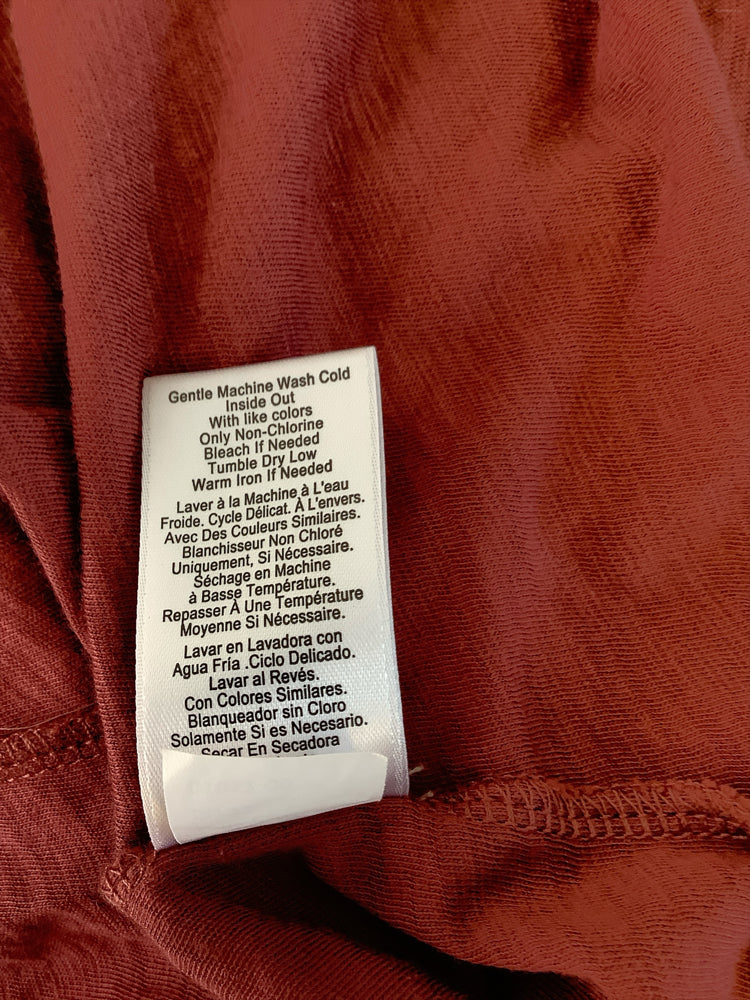 Gentle Machine Wash Cold
Inside Out
With like colors
Only Non-Chlorine
Bleach If Needed
Tumble Dry Low
Warm Iron If Needed
Laver à la Machine à L'eau
Froide. Cycle Délicat. À L'envers.
Avec Des Couleurs Similaires.
Blanchisseur Non Chloré
Uniquement, Si Nécessaire.
Séchage en Machine
à Basse Température.
Repasser À Une Température
Moyenne Si Nécessaire.
Lavar en Lavadora con
Agua Fría .Ciclo Delicado.
Lavar al Revés.
Con Colores Similares.
Blanqueador sin Cloro
Solamente Si es Necesario.
Secar En Secadora